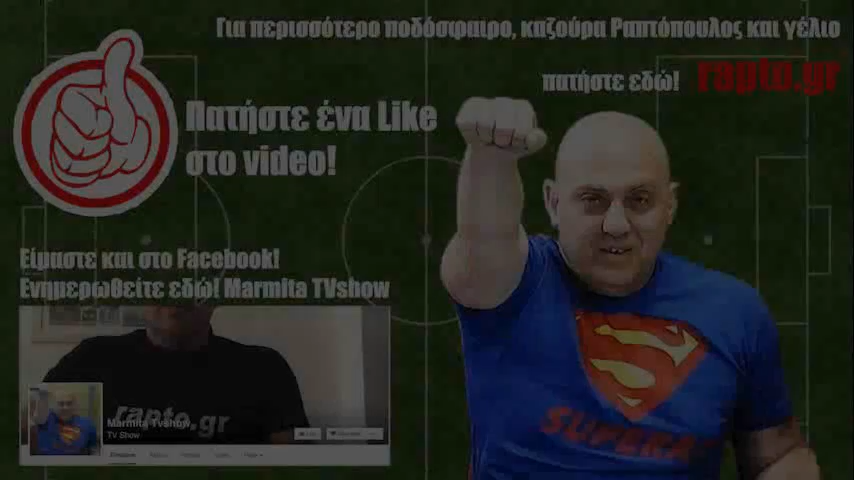 Για περισσότερο ποδόσφαιρο, καζούρα Ραπτόπουλος και γέλιο
πατήστε εδώ! rapto.gr
Πατήστε ένα Like
στο video!
Είμαστε και στο Facebook!
Ενημερωθείτε εδώ! Marmita TVshow
rapto.gr
Marmita Tvshow
TV Show
SUPERA